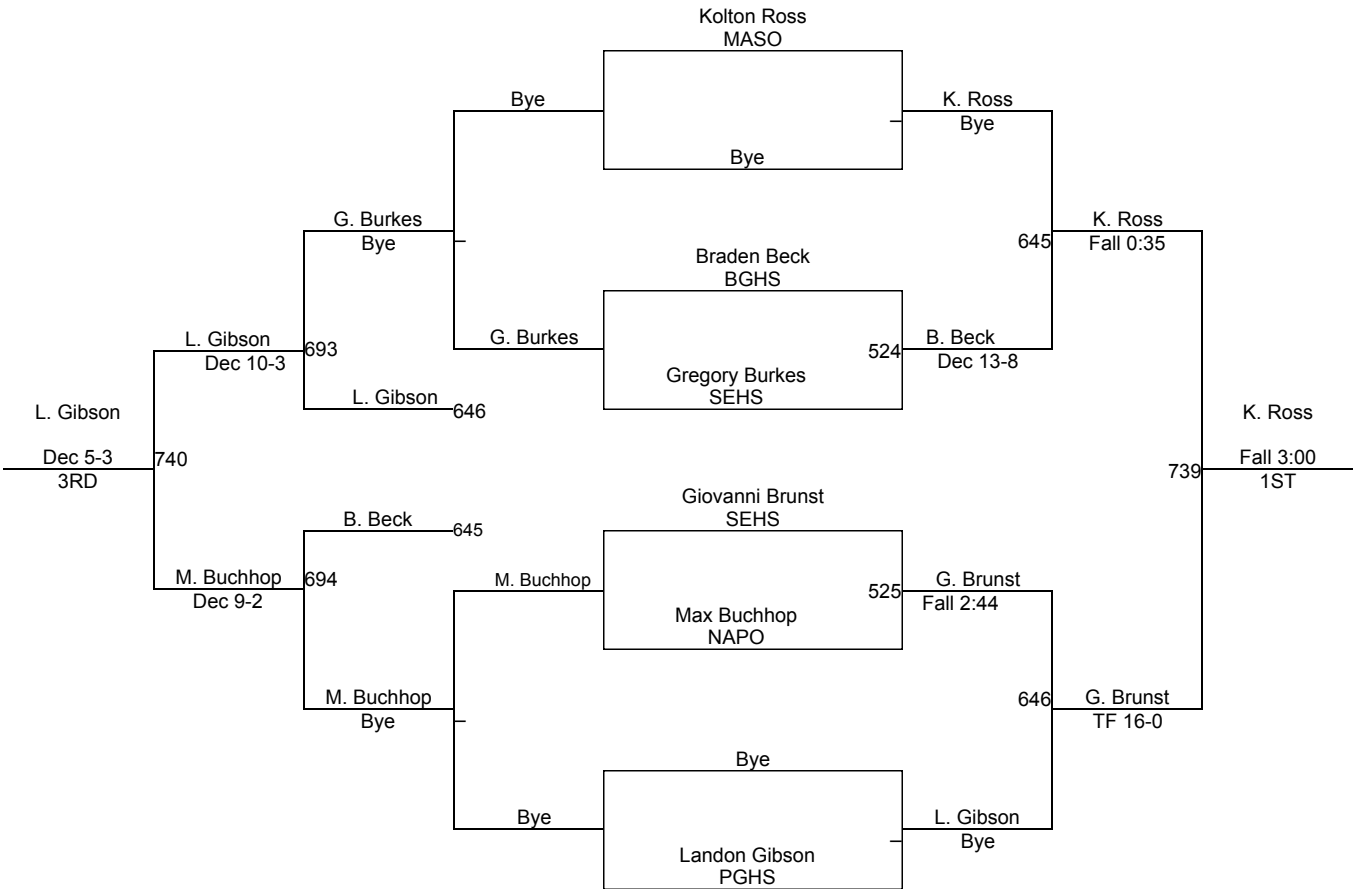 Kolton Ross
MASO
Bye
K. Ross
Bye
Bye
G. Burkes
Bye
K. Ross
645
Fall 0:35
Braden Beck
BGHS
L. Gibson
693
G. Burkes
524
B. Beck
Dec 10-3
Dec 13-8
Gregory Burkes
SEHS
L. Gibson
646
L. Gibson
K. Ross
Dec 5-3
740
3RD
739
Fall 3:00
1ST
Giovanni Brunst
SEHS
B. Beck
645
M. Buchhop
694
Dec 9-2
M. Buchhop
525
G. Brunst
Fall 2:44
Max Buchhop
NAPO
M. Buchhop
Bye
646
G. Brunst
TF 16-0
Bye
Bye
L. Gibson
Bye
Landon Gibson
PGHS